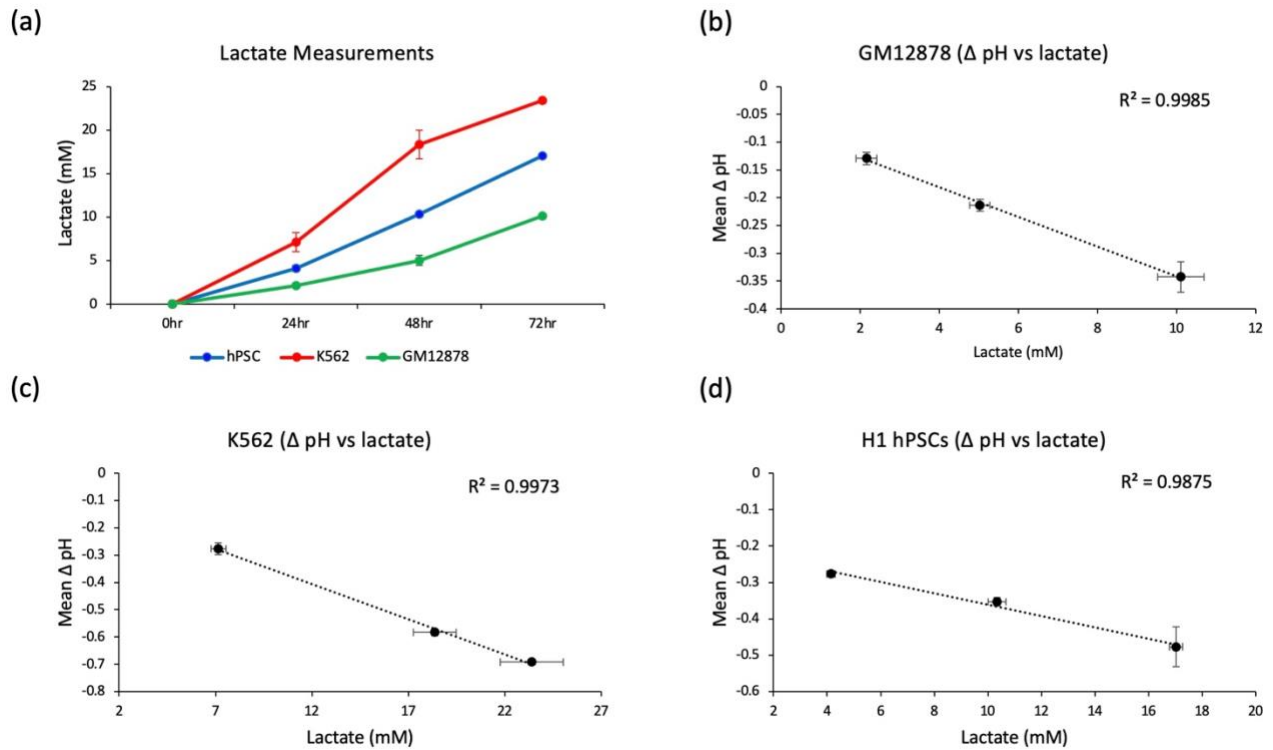 (a)
Lactate Measurements
Lactate (mM)
25
20
15
10
5
0
0hr 24hr 48hr 72hr
hPSC K562 GM12878
(b)
GM12878 (Δ pH vs lactate)
R² = 0.9985
Mean Δ pH
0
-0.05
-0.1
-0.15
-0.2
-0.25
-0.3
-0.35
-0.4
0 2 4 6 8 10 12
Lactate (mM)
(c)
K562 (Δ pH vs lactate)
R² = 0.9973
Mean Δ pH
0
-0.1
-0.2
-0.3
-0.4
-0.5
-0.6
-0.7
-0.8
2 7 12 17 22 27
Lactate (mM)
(d)
H1 hPSCs (Δ pH vs lactate)
R² = 0.9875
Mean Δ pH
0
-0.1
-0.2
-0.3
-0.4
-0.5
-0.6
2 4 6 8 10 12 14 16 18 20
Lactate (mM)